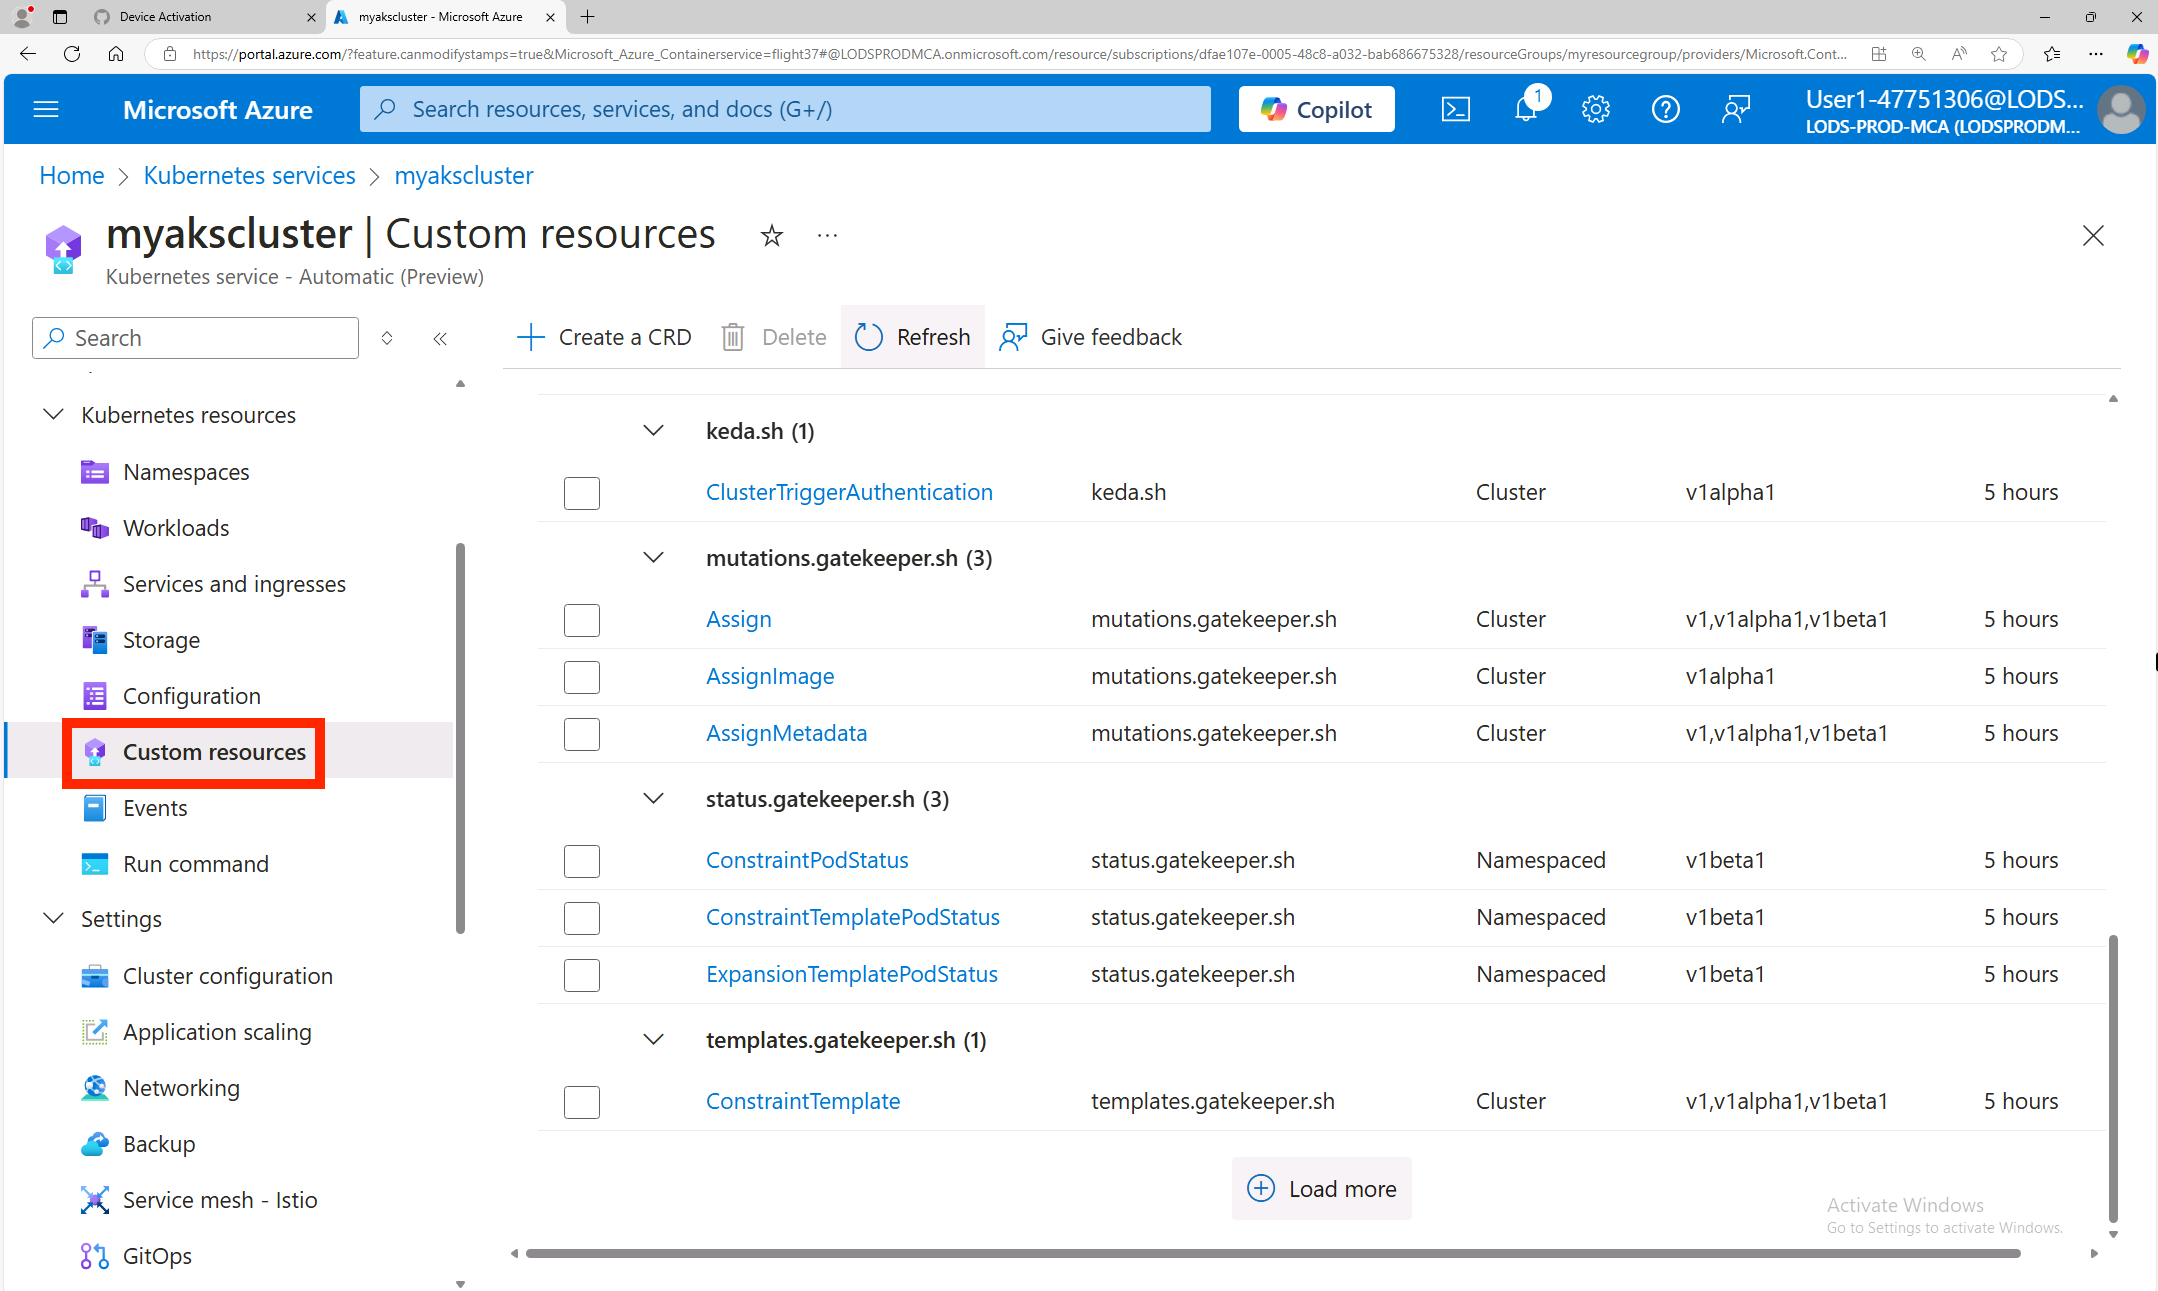 Device Activation
myakscluster - Microsoft Azure
https://portal.azure.com/?feature.canmodifystamps=true&Microsoft_Azure_Containerservice=flight37#@LODSPRODMCA.onmicrosoft.com/resource/subscriptions/dfae107e-0005-48c8-a032-bab686675328/resourceGroups/myresourcegroup/providers/Microsoft.Cont...
Microsoft Azure
Search resources, services, and docs (G+/)
Copilot
1
User1-47751306@LODS...
LODS-PROD-MCA (LODSPRODM...
Home > Kubernetes services > myakscluster
myakscluster | Custom resources
Kubernetes service - Automatic (Preview)
Search
Create a CRD
Delete
Refresh
Give feedback
Kubernetes resources
Namespaces
Workloads
Services and ingresses
Storage
Configuration
Custom resources
Events
Run command
Settings
Cluster configuration
Application scaling
Networking
Backup
Service mesh - Istio
GitOps
keda.sh (1)
ClusterTriggerAuthentication keda.sh Cluster v1alpha1 5 hours
mutations.gatekeeper.sh (3)
Assign mutations.gatekeeper.sh Cluster v1,v1alpha1,v1beta1 5 hours
AssignImage mutations.gatekeeper.sh Cluster v1alpha1 5 hours
AssignMetadata mutations.gatekeeper.sh Cluster v1,v1alpha1,v1beta1 5 hours
status.gatekeeper.sh (3)
ConstraintPodStatus status.gatekeeper.sh Namespaced v1beta1 5 hours
ConstraintTemplatePodStatus status.gatekeeper.sh Namespaced v1beta1 5 hours
ExpansionTemplatePodStatus status.gatekeeper.sh Namespaced v1beta1 5 hours
templates.gatekeeper.sh (1)
ConstraintTemplate templates.gatekeeper.sh Cluster v1,v1alpha1,v1beta1 5 hours
Load more
Activate Windows
Go to Settings to activate Windows.